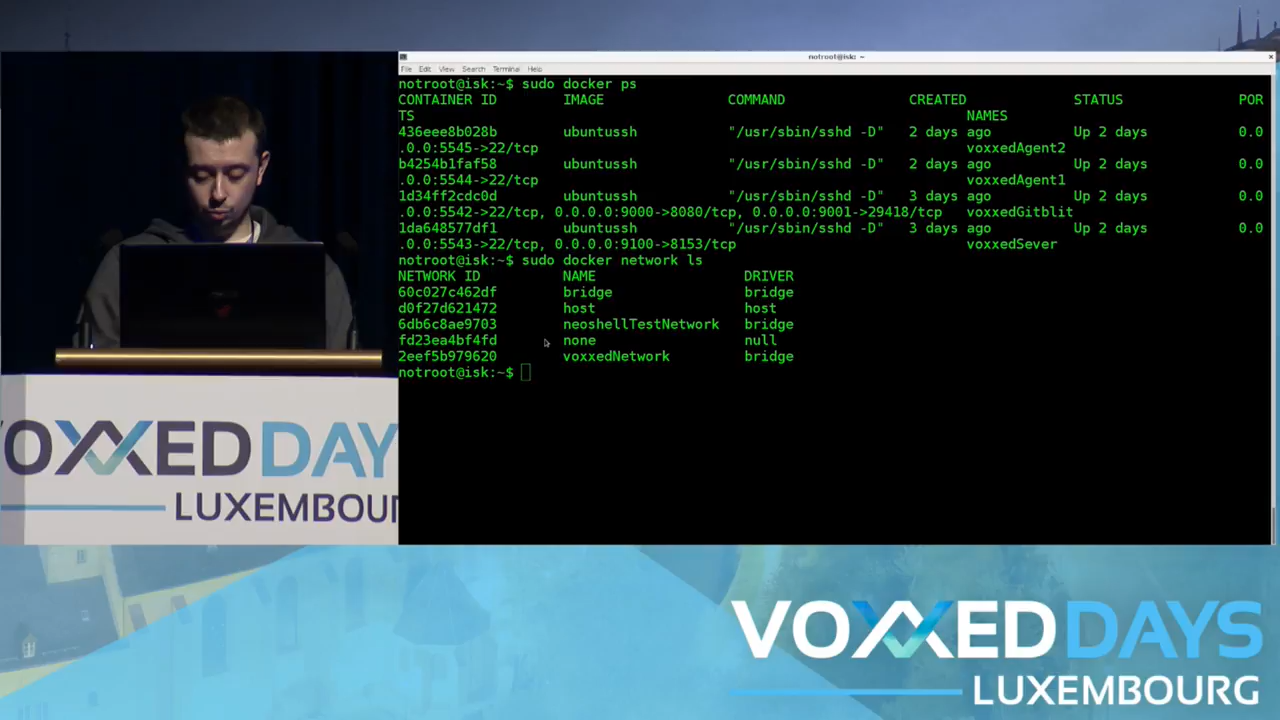 notroot@isk: ~
File Edit View Search Terminal Help
notroot@isk:~$ sudo docker ps
CONTAINER ID IMAGE COMMAND CREATED STATUS POR
TS NAMES
436eee8b028b ubuntussh "/usr/sbin/sshd -D" 2 days ago Up 2 days 0.0
.0.0:5545->22/tcp voxxedAgent2
b4254b1faf58 ubuntussh "/usr/sbin/sshd -D" 2 days ago Up 2 days 0.0
.0.0:5544->22/tcp voxxedAgent1
1d34ff2cdc0d ubuntussh "/usr/sbin/sshd -D" 3 days ago Up 2 days 0.0
.0.0:5542->22/tcp, 0.0.0.0:9000->8080/tcp, 0.0.0.0:9001->29418/tcp voxxedGitblit
1da648577df1 ubuntussh "/usr/sbin/sshd -D" 3 days ago Up 2 days 0.0
.0.0:5543->22/tcp, 0.0.0.0:9100->8153/tcp voxxedSever
notroot@isk:~$ sudo docker network ls
NETWORK ID NAME DRIVER
60c027c462df bridge bridge
d0f27d621472 host host
6db6c8ae9703 neoshellTestNetwork bridge
fd23ea4bf4fd none null
2eef5b979620 voxxedNetwork bridge
notroot@isk:~$
VOXXED DAY
LUXEMBOUR
VOXXED DAYS
LUXEMBOURG